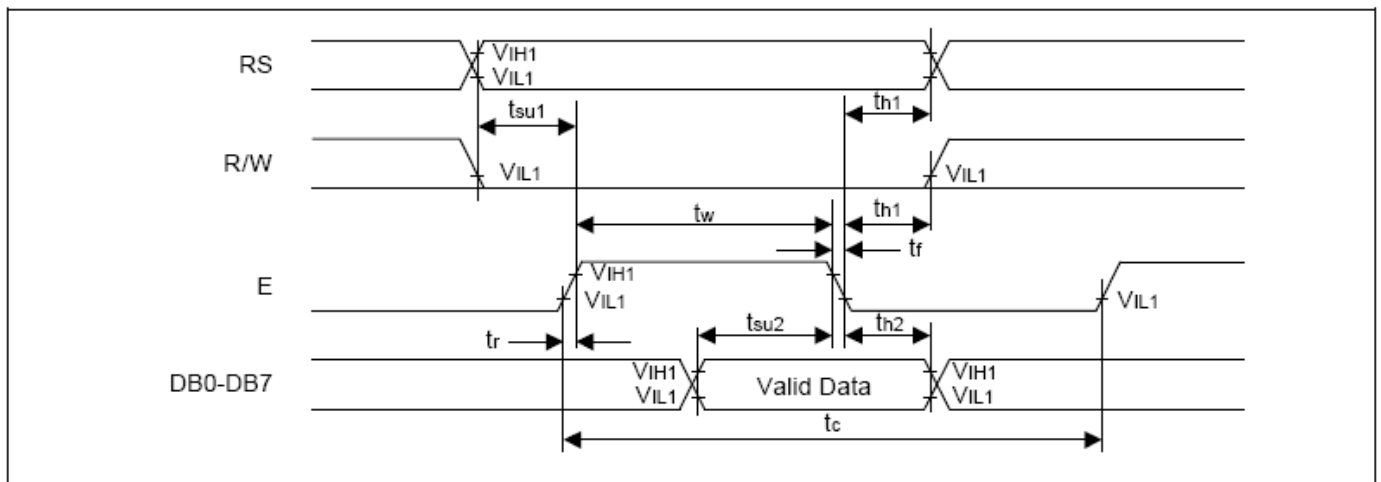 RS
VIH1
VIL1
tsu1
th1
R/W
VIL1
VIL1
tw
th1
tf
E
VIH1
VIL1
VIL1
tr
tsu2
th2
DB0-DB7
VIH1
VIL1
Valid Data
VIH1
VIL1
tc